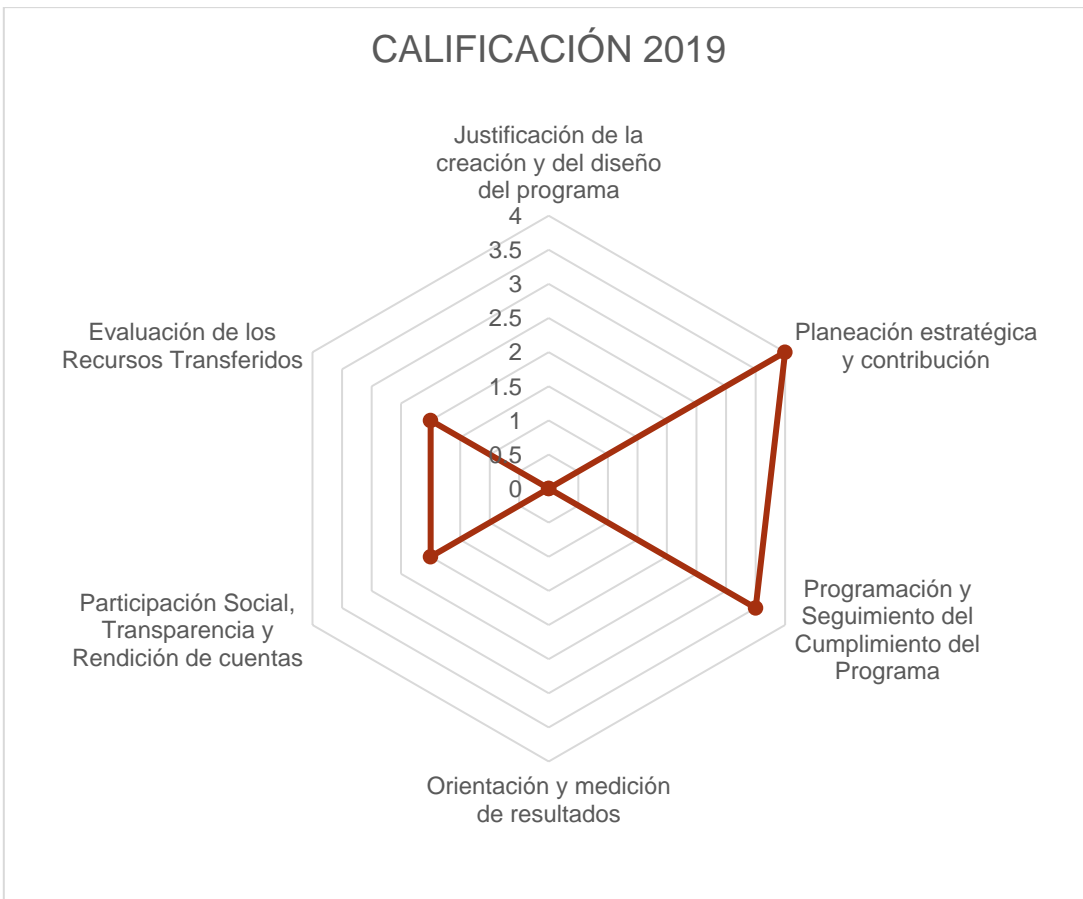 CALIFICACIÓN 2019
Justificación de la
creación y del diseño
del programa
4
3.5
3
2.5
2
1.5
1
0.5
0
Planeación estratégica
y contribución
Programación y
Seguimiento del
Cumplimiento del
Programa
Orientación y medición
de resultados
Participación Social,
Transparencia y
Rendición de cuentas
Evaluación de los
Recursos Transferidos